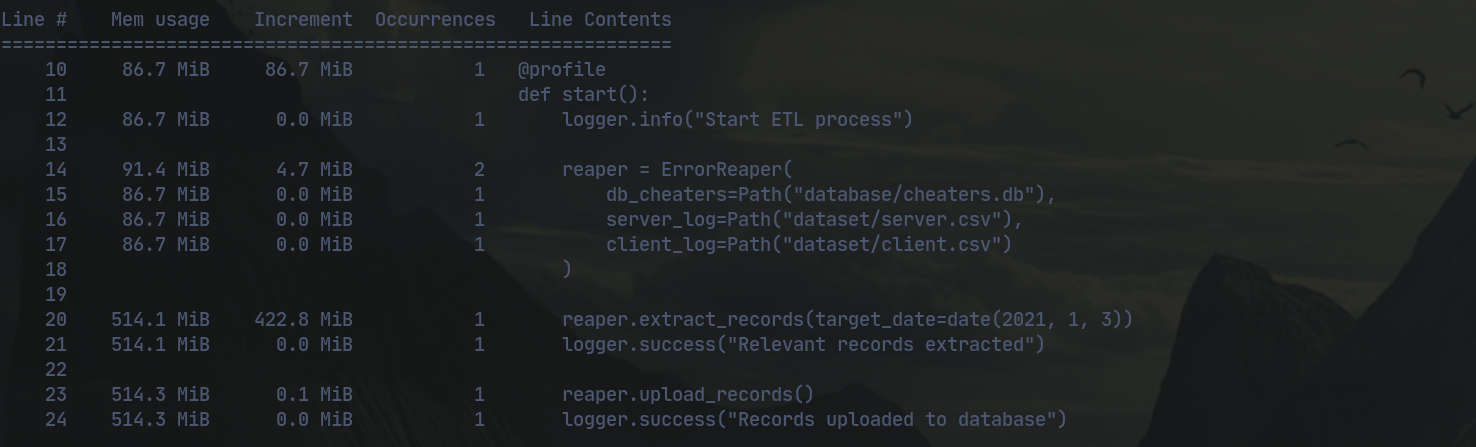 Line #    Mem usage    Increment  Occurrences   Line Contents
=============================================================
    10     86.7 MiB     86.7 MiB           1   @profile
    11                                         def start():
    12     86.7 MiB      0.0 MiB           1       logger.info("Start ETL process")
    13
    14     91.4 MiB      4.7 MiB           2       reaper = ErrorReaper(
    15     86.7 MiB      0.0 MiB           1           db_cheaters=Path("database/cheaters.db"),
    16     86.7 MiB      0.0 MiB           1           server_log=Path("dataset/server.csv"),
    17     86.7 MiB      0.0 MiB           1           client_log=Path("dataset/client.csv")
    18                                             )
    19
    20    514.1 MiB    422.8 MiB           1       reaper.extract_records(target_date=date(2021, 1, 3))
    21    514.1 MiB      0.0 MiB           1       logger.success("Relevant records extracted")
    22
    23    514.3 MiB      0.1 MiB           1       reaper.upload_records()
    24    514.3 MiB      0.0 MiB           1       logger.success("Records uploaded to database")